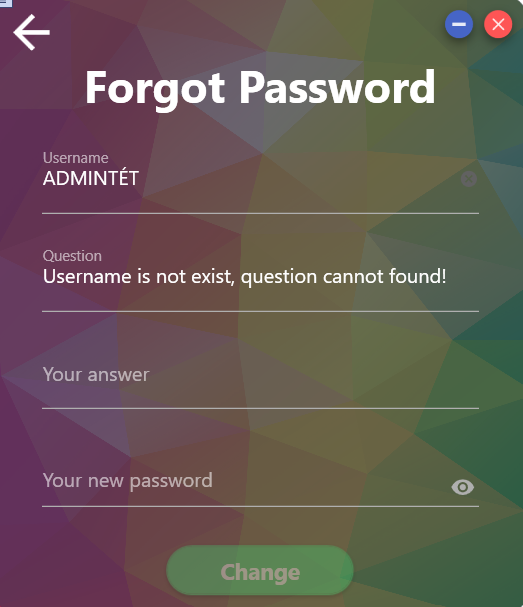 Forgot Password
Username
ADMINTÉT
Question
Username is not exist, question cannot found!
Your answer
Your new password
Change